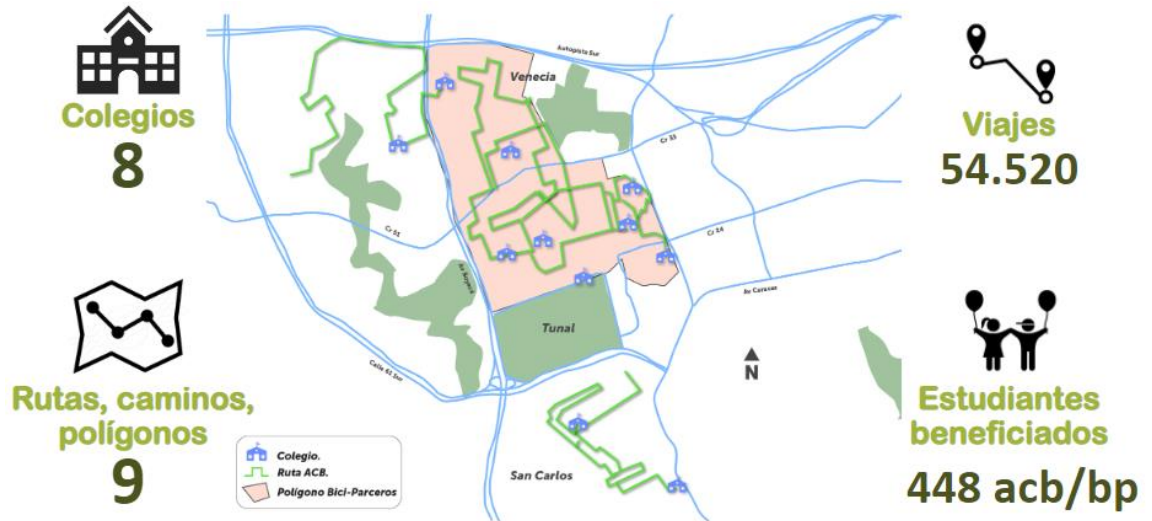 Colegios
8
Rutas, caminos,
polígonos
9
Autopista Sur
Venecia
Cr 33
Cr 51
Cr 24
Av Boyacá
Av Caracas
Tunal
Calle 61 Sur
N
San Carlos
Colegio.
Ruta ACB.
Polígono Bici-Parceros
Viajes
54.520
Estudiantes
beneficiados
448 acb/bp